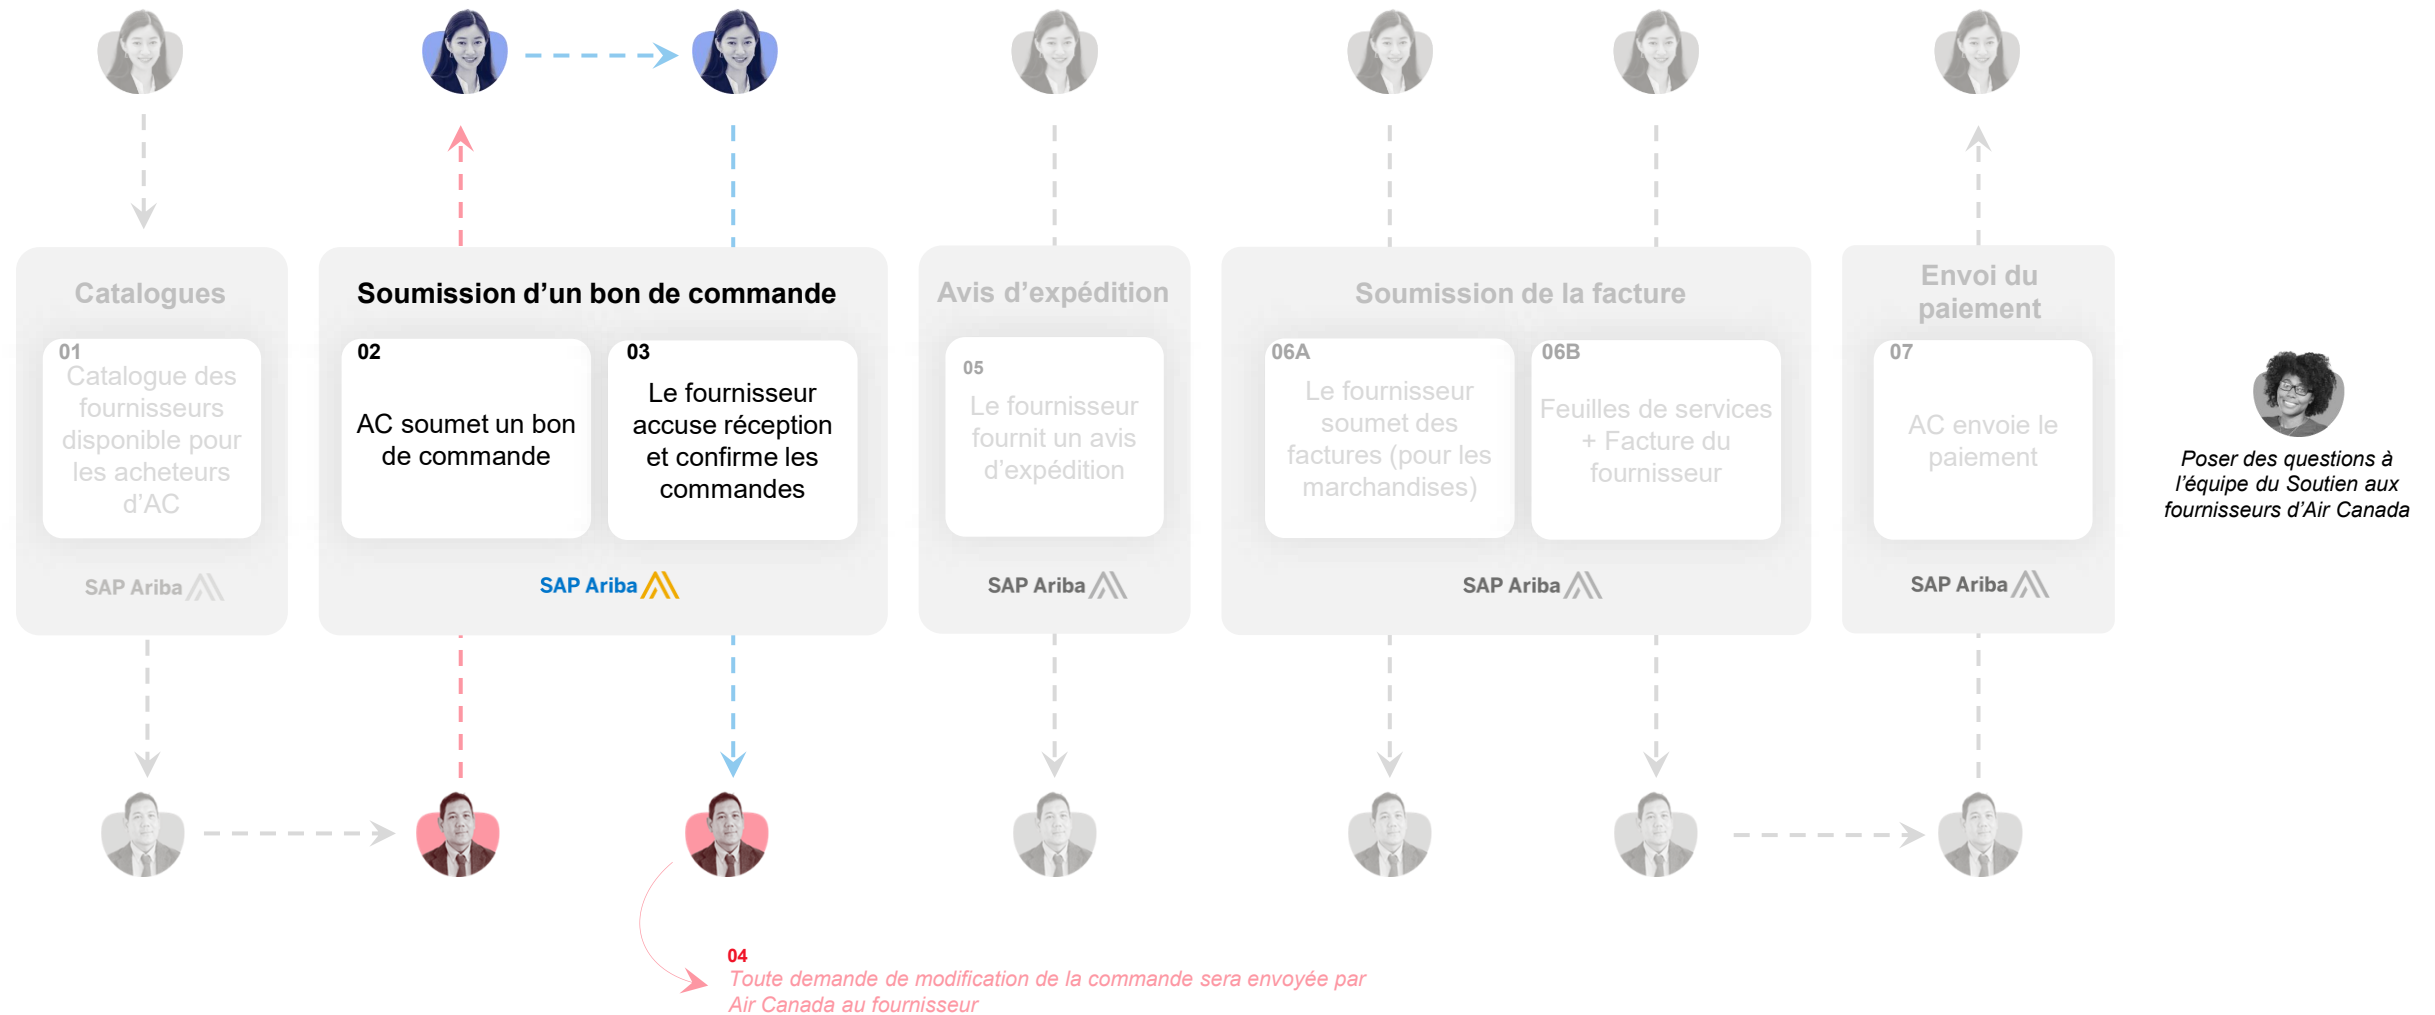 Catalogues
01
Catalogue des
fournisseurs
disponible pour
les acheteurs
d’AC
SAP Ariba
Soumission d’un bon de commande
02
AC soumet un bon
de commande
03
Le fournisseur
accuse réception
et confirme les
commandes
SAP Ariba
Avis d’expédition
05
Le fournisseur
fournit un avis
d’expédition
SAP Ariba
Soumission de la facture
06A
Le fournisseur
soumet des
factures (pour les
marchandises)
06B
Feuilles de services
+ Facture du
fournisseur
SAP Ariba
Envoi du
paiement
07
AC envoie le
paiement
SAP Ariba
Poser des questions à
l’équipe du Soutien aux
fournisseurs d’Air Canada
04
Toute demande de modification de la commande sera envoyée par
Air Canada au fournisseur